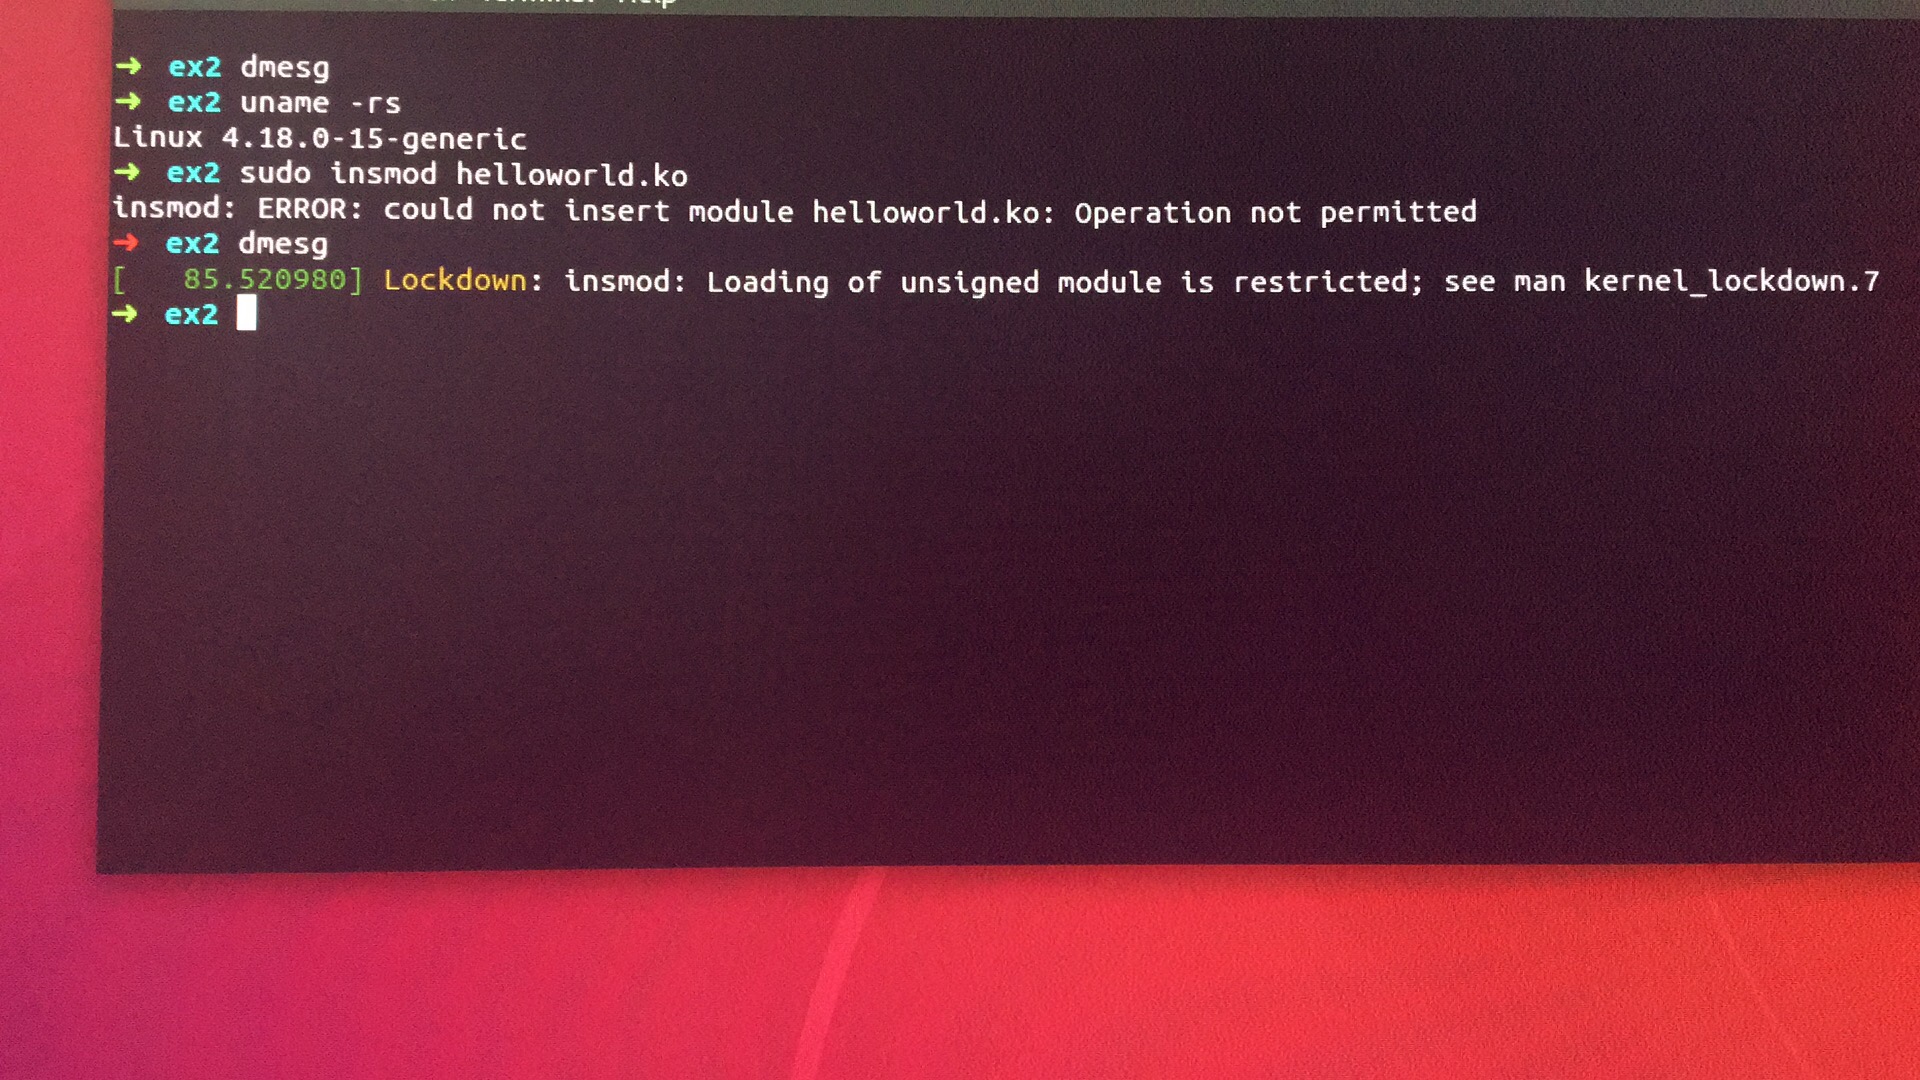 Help
➜ ex2 dmesg
➜ ex2 uname -rs
Linux 4.18.0-15-generic
➜ ex2 sudo insmod helloworld.ko
insmod: ERROR: could not insert module helloworld.ko: Operation not permitted
➜ ex2 dmesg
[   85.520980] Lockdown: insmod: Loading of unsigned module is restricted; see man kernel_lockdown.7
➜ ex2